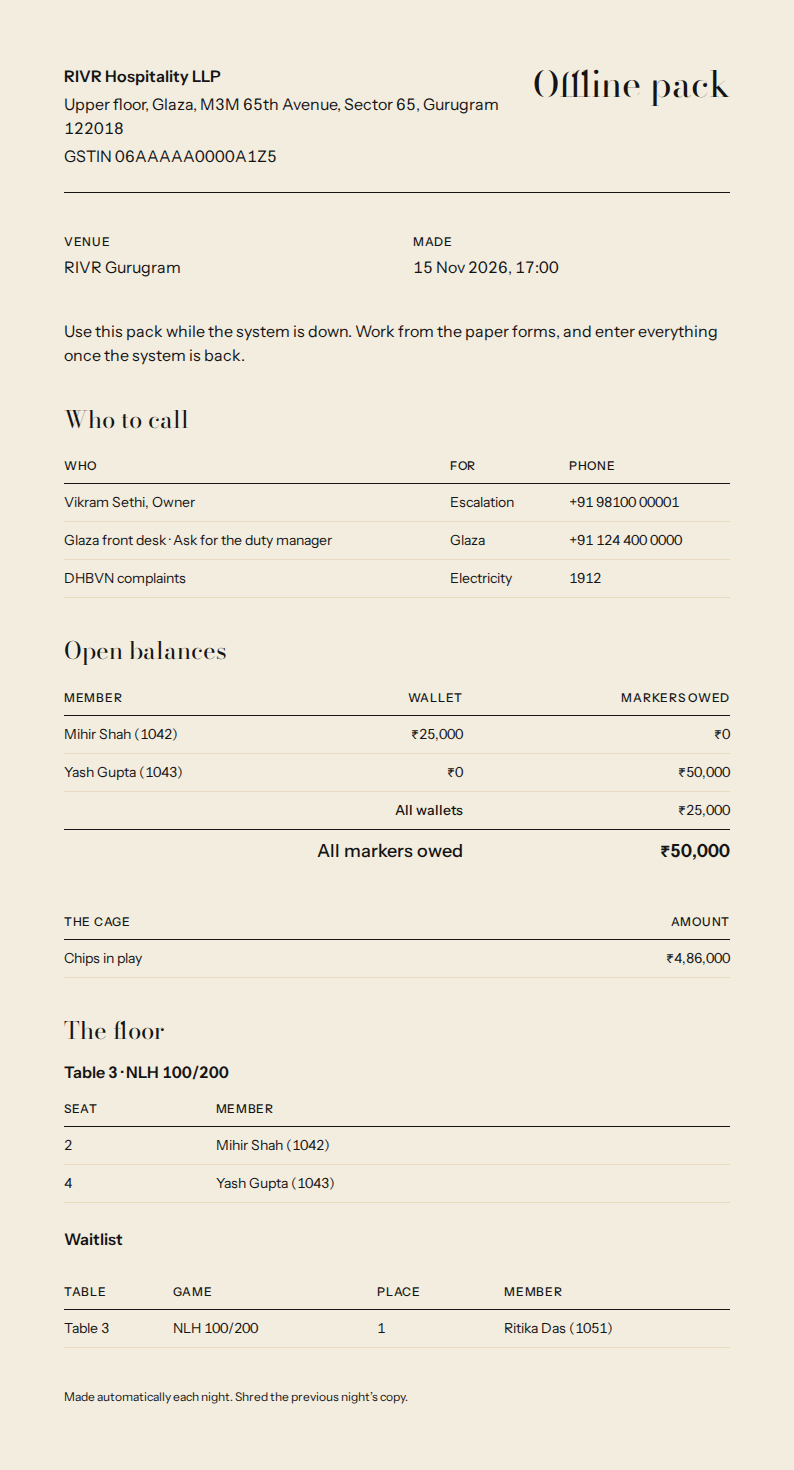 RIVR Hospitality LLP
Offline pack
Upper floor, Glaza, M3M 65th Avenue, Sector 65, Gurugram
122018
GSTIN 06AAAAA0000A1Z5
VENUE MADE
RIVR Gurugram 15 Nov 2026, 17:00
Use this pack while the system is down. Work from the paper forms, and enter everything
once the system is back.
Who to call
WHO FOR PHONE
Vikram Sethi, Owner Escalation +91 98100 00001
Glaza front desk · Ask for the duty manager Glaza +91 124 400 0000
DHBVN complaints Electricity 1912
Open balances
MEMBER WALLET MARKERS OWED
Mihir Shah (1042) ₹25,000 ₹0
Yash Gupta (1043) ₹0 ₹50,000
All wallets ₹25,000
All markers owed ₹50,000
THE CAGE AMOUNT
Chips in play ₹4,86,000
The floor
Table 3 · NLH 100/200
SEAT MEMBER
2 Mihir Shah (1042)
4 Yash Gupta (1043)
Waitlist
TABLE GAME PLACE MEMBER
Table 3 NLH 100/200 1 Ritika Das (1051)
Made automatically each night. Shred the previous night’s copy.